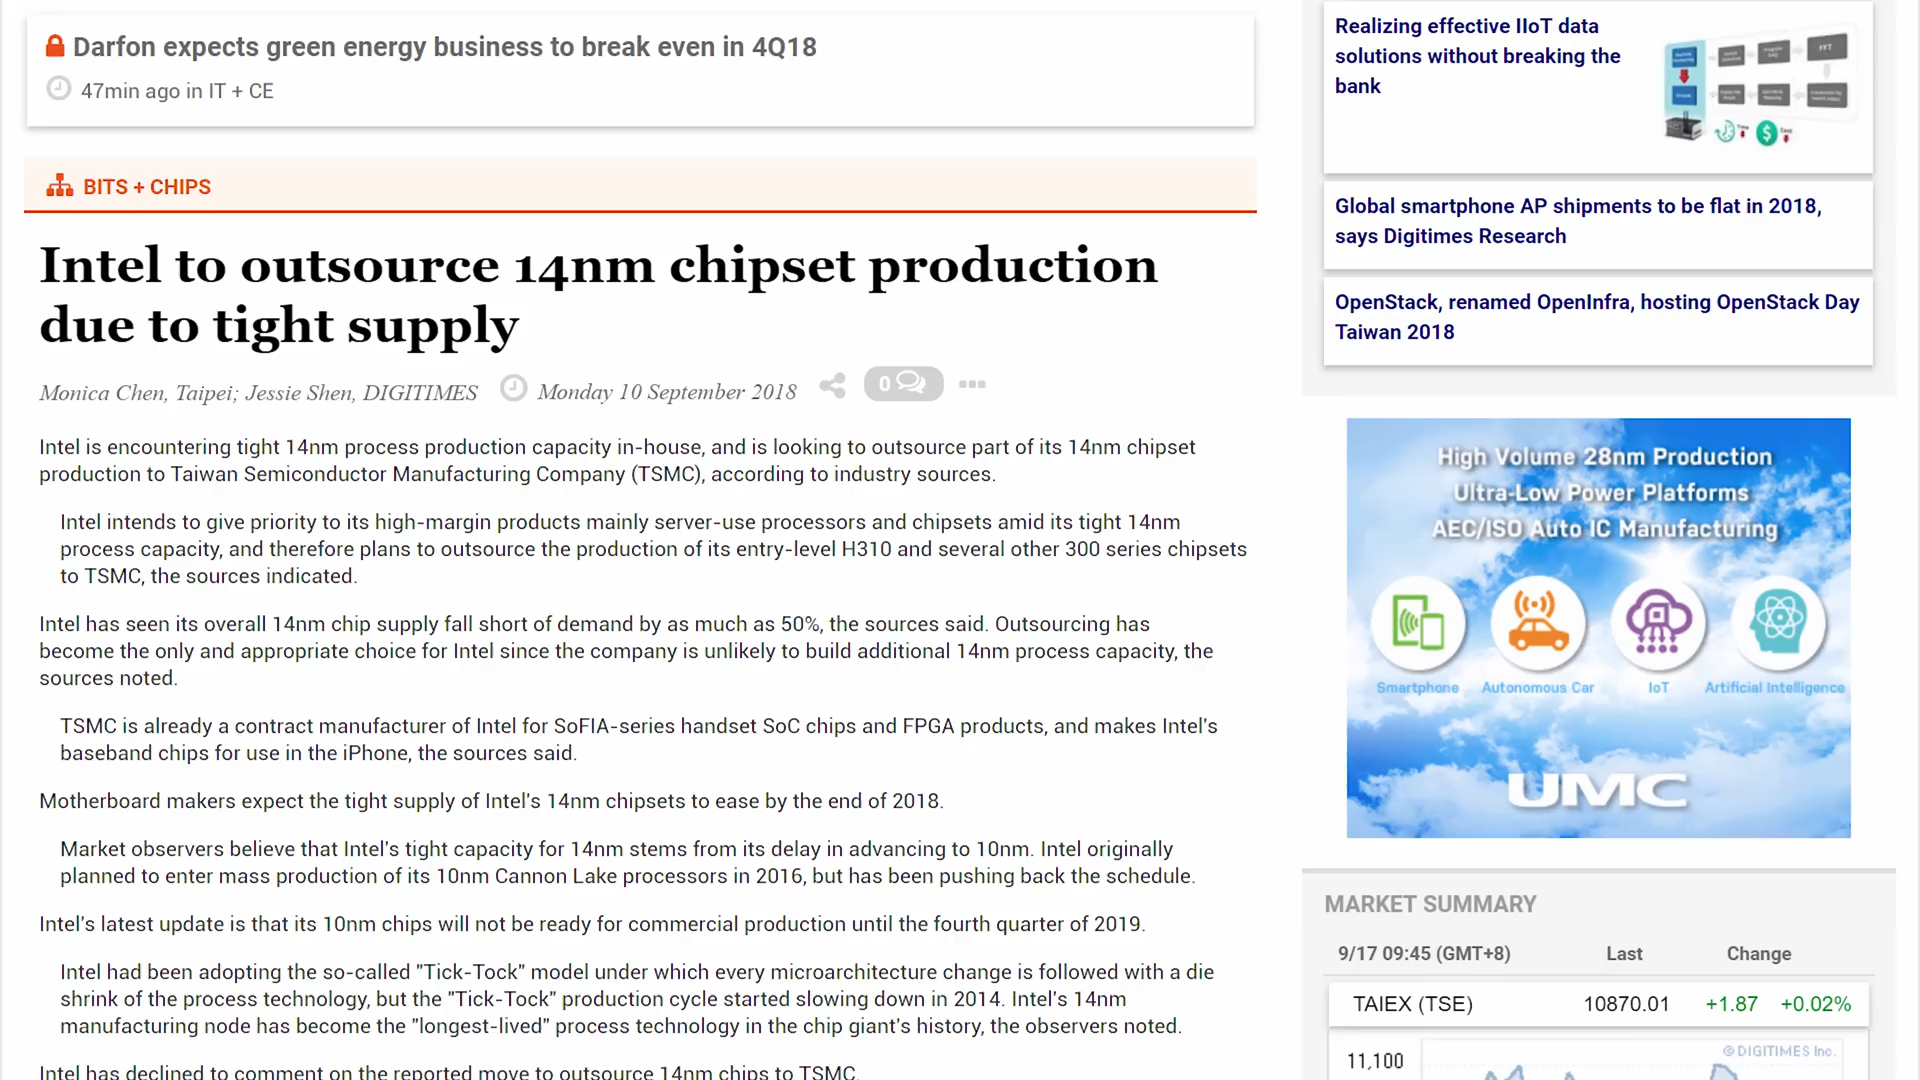 Darfon expects green energy business to break even in 4Q18
47min ago in IT + CE
BITS + CHIPS
Intel to outsource 14nm chipset production
due to tight supply
Monica Chen, Taipei; Jessie Shen, DIGITIMES Monday 10 September 2018 0
Intel is encountering tight 14nm process production capacity in-house, and is looking to outsource part of its 14nm chipset
production to Taiwan Semiconductor Manufacturing Company (TSMC), according to industry sources.
Intel intends to give priority to its high-margin products mainly server-use processors and chipsets amid its tight 14nm
process capacity, and therefore plans to outsource the production of its entry-level H310 and several other 300 series chipsets
to TSMC, the sources indicated.
Intel has seen its overall 14nm chip supply fall short of demand by as much as 50%, the sources said. Outsourcing has
become the only and appropriate choice for Intel since the company is unlikely to build additional 14nm process capacity, the
sources noted.
TSMC is already a contract manufacturer of Intel for SoFIA-series handset SoC chips and FPGA products, and makes Intel's
baseband chips for use in the iPhone, the sources said.
Motherboard makers expect the tight supply of Intel's 14nm chipsets to ease by the end of 2018.
Market observers believe that Intel's tight capacity for 14nm stems from its delay in advancing to 10nm. Intel originally
planned to enter mass production of its 10nm Cannon Lake processors in 2016, but has been pushing back the schedule.
Intel's latest update is that its 10nm chips will not be ready for commercial production until the fourth quarter of 2019.
Intel had been adopting the so-called "Tick-Tock" model under which every microarchitecture change is followed with a die
shrink of the process technology, but the "Tick-Tock" production cycle started slowing down in 2014. Intel's 14nm
manufacturing node has become the "longest-lived" process technology in the chip giant's history, the observers noted.
Intel has declined to comment on the reported move to outsource 14nm chips to TSMC.
Realizing effective IIoT data
solutions without breaking the
bank
FFT
Global smartphone AP shipments to be flat in 2018,
says Digitimes Research
OpenStack, renamed OpenInfra, hosting OpenStack Day
Taiwan 2018
High Volume 28nm Production
Ultra-Low Power Platforms
AEC/ISO Auto IC Manufacturing
Smartphone Autonomous Car IoT Artificial Intelligence
UMC
MARKET SUMMARY
9/17 09:45 (GMT+8) Last Change
TAIEX (TSE) 10870.01 +1.87 +0.02%
© DIGITIMES Inc.
11,100